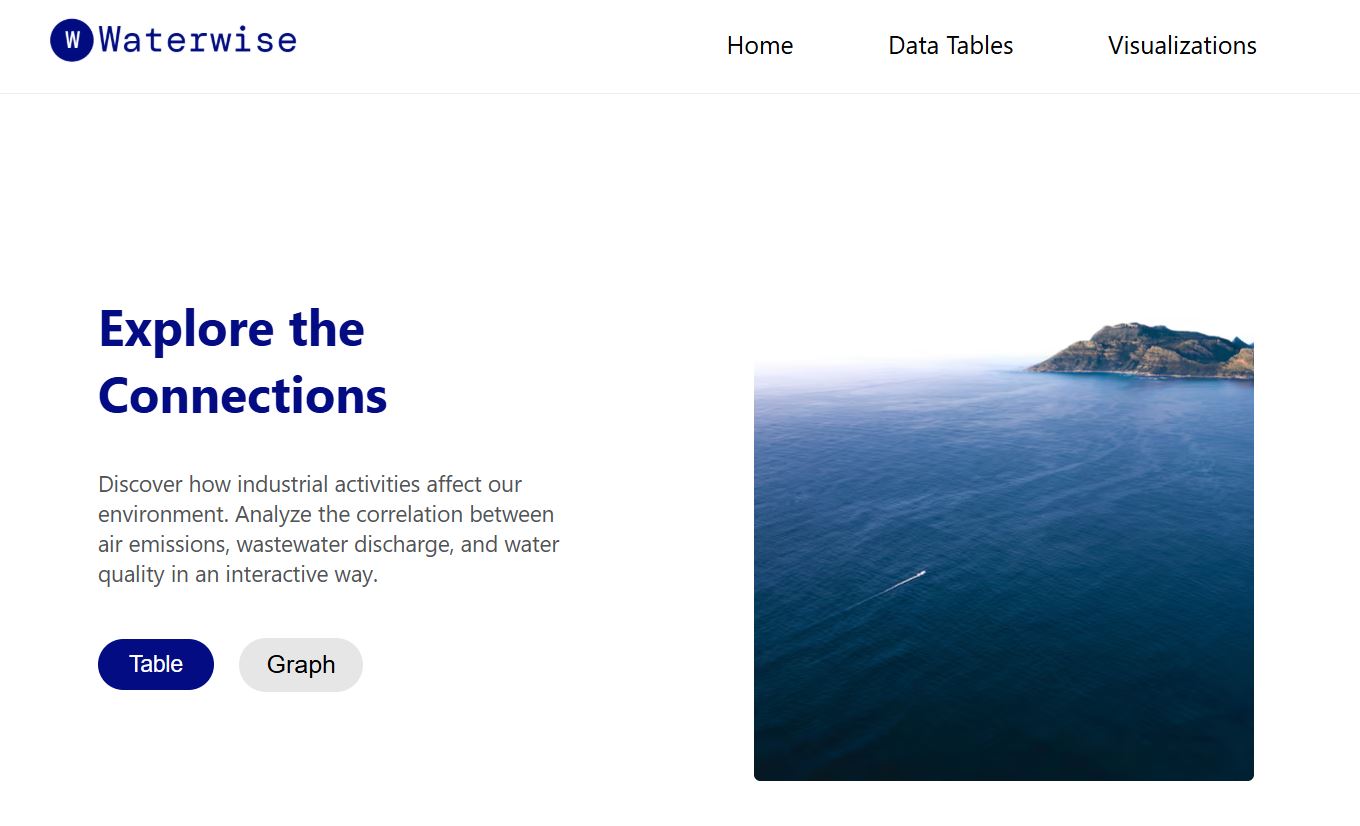 W Waterwise
Home Data Tables Visualizations
Explore the
Connections
Discover how industrial activities affect our
environment. Analyze the correlation between
air emissions, wastewater discharge, and water
quality in an interactive way.
Table Graph